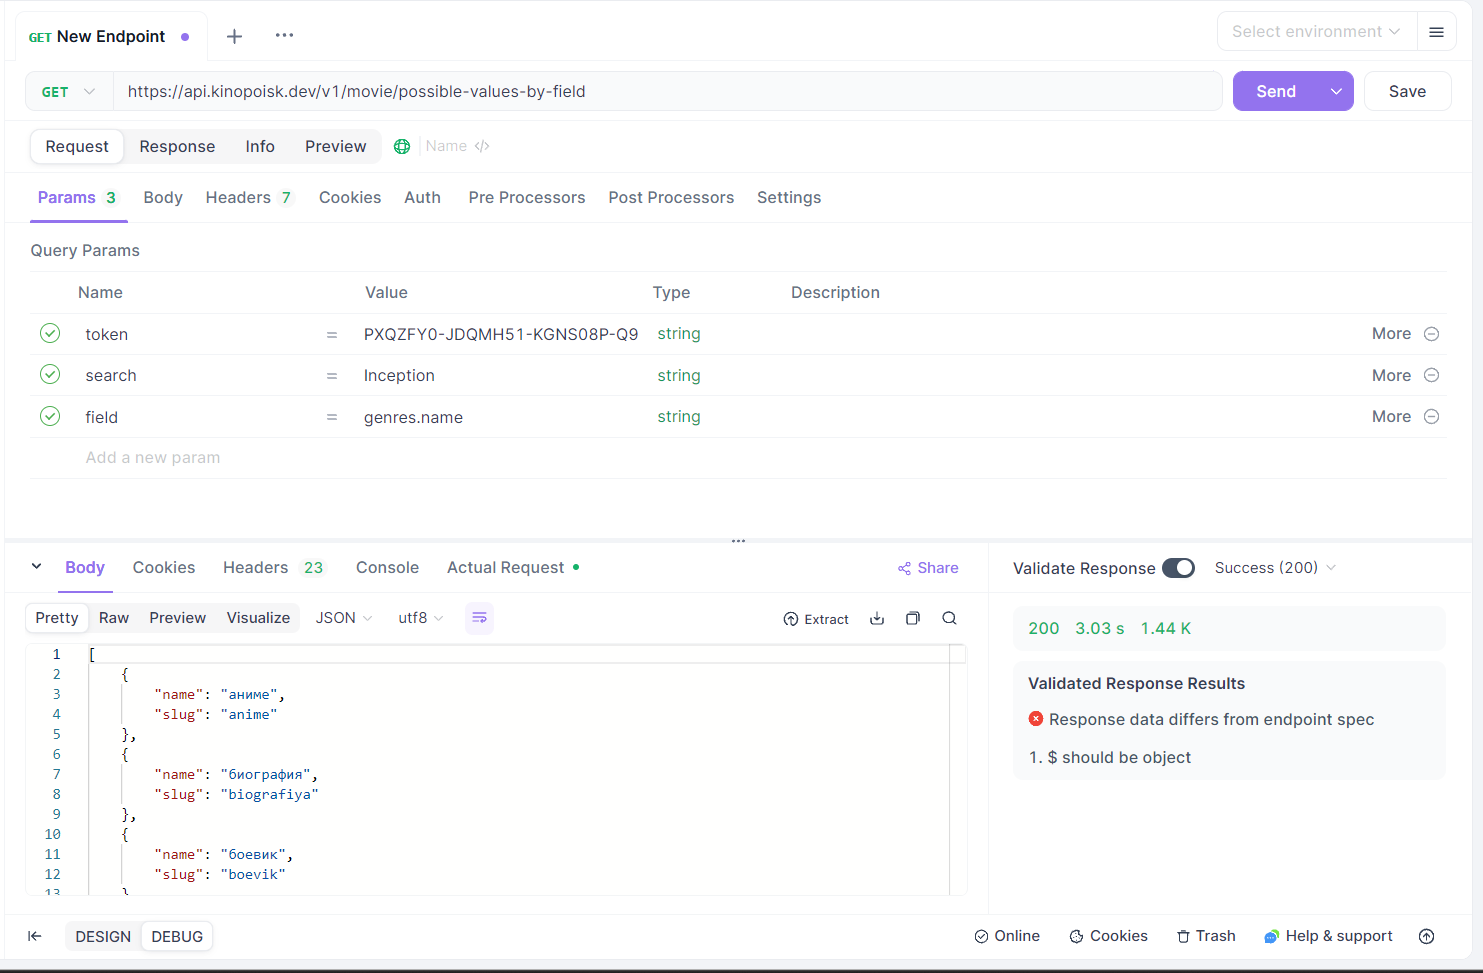 GET New Endpoint
Select environment
GET https://api.kinopoisk.dev/v1/movie/possible-values-by-field Send Save
Request Response Info Preview Name </>
Params 3 Body Headers 7 Cookies Auth Pre Processors Post Processors Settings
Query Params
Name Value Type Description
token = PXQZFY0-JDQMH51-KGNS08P-Q9 string More
search = Inception string More
field = genres.name string More
Add a new param
Body Cookies Headers 23 Console Actual Request Share
Pretty Raw Preview Visualize JSON utf8 Extract
1 [
2 {
3 "name": "аниме",
4 "slug": "anime"
5 },
6 {
7 "name": "биография",
8 "slug": "biografiya"
9 },
10 {
11 "name": "боевик",
12 "slug": "boevik"
13 }
Validate Response Success (200)
200 3.03 s 1.44 K
Validated Response Results
Response data differs from endpoint spec
1. $ should be object
DESIGN DEBUG
Online Cookies Trash Help & support